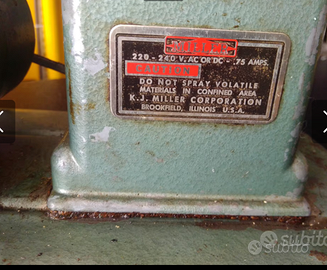 MILLER
220 - 240 V. AC OR DC - .75 AMPS.
CAUTION
DO NOT SPRAY VOLATILE
MATERIALS IN CONFINED AREA
K.J. MILLER CORPORATION
BROOKFIELD, ILLINOIS U.S.A.
subito